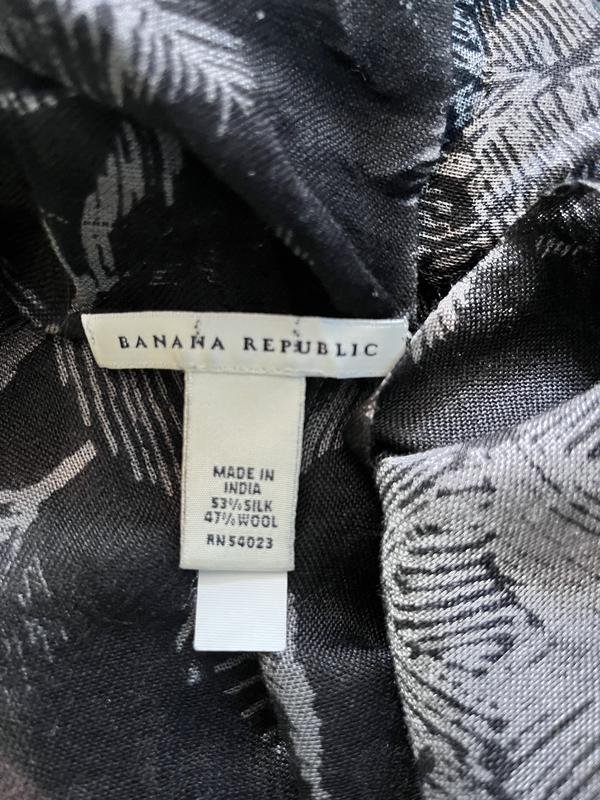 BANANA REPUBLIC
MADE IN
INDIA
53% SILK
47% WOOL
RN 54023